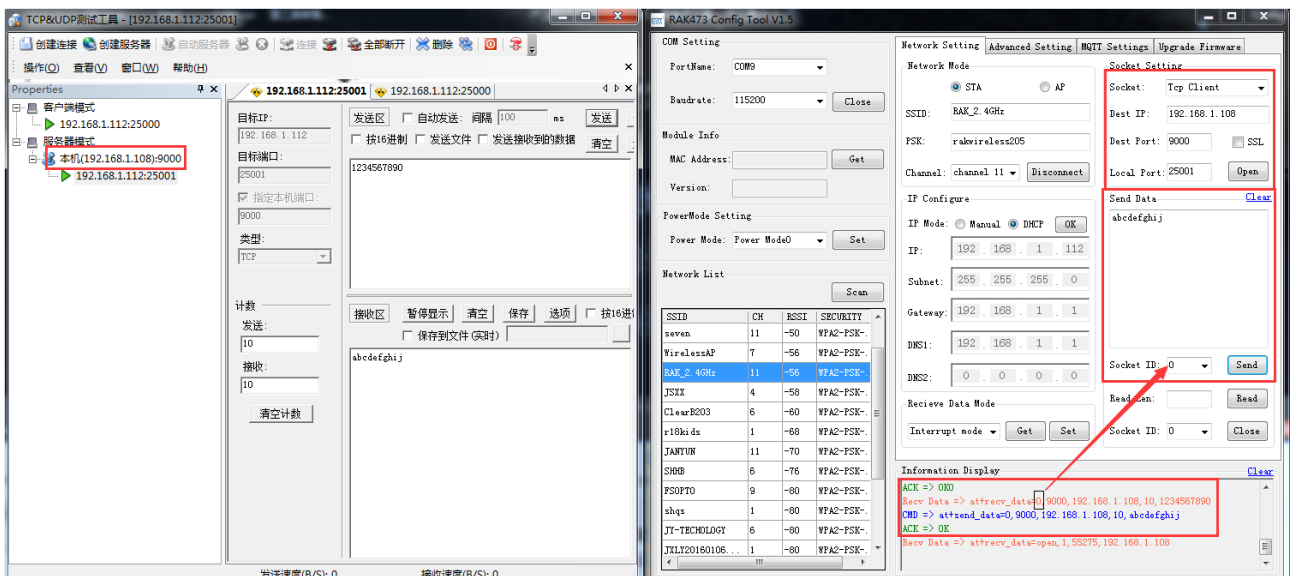 TCP&UDP测试工具 - [192.168.1.112:25001]
创建连接 创建服务器 启动服务器 连接 全部断开 删除
操作(O) 查看(V) 窗口(W) 帮助(H)
Properties
客户端模式
192.168.1.112:25000
服务器模式
本机(192.168.1.108):9000
192.168.1.112:25001
192.168.1.112:25001 192.168.1.112:25000
目标IP:
192.168.1.112
目标端口:
25001
指定本机端口:
9000
类型:
TCP
计数
发送:
10
接收:
10
清空计数
发送区 自动发送: 间隔 100 ms 发送
按16进制 发送文件 发送接收到的数据 清空
1234567890
接收区 暂停显示 清空 保存 选项 按16进制
保存到文件(实时)
abcdefghij
发送速度(B/S): 0 接收速度(B/S): 0
RAK473 Config Tool V1.5
COM Setting
PortName: COM9
Baudrate: 115200 Close
Module Info
MAC Address: Get
Version:
PowerMode Setting
Power Mode: Power Mode0 Set
Network List
Scan
SSID CH RSSI SECURITY
seven 11 -50 WPA2-PSK-.
WirelessAP 7 -56 WPA2-PSK-.
RAK_2.4GHz 11 -56 WPA2-PSK-.
JSXX 4 -58 WPA2-PSK-.
ClearB203 6 -60 WPA2-PSK-.
r18kids 1 -68 WPA2-PSK-.
JANYUN 11 -70 WPA2-PSK-.
SHHB 6 -76 WPA2-PSK-.
FSOPTO 9 -80 WPA2-PSK-.
shqs 1 -80 WPA2-PSK-.
JY-TECHOLOGY 6 -80 WPA2-PSK-.
JXLY20160106... 1 -80 WPA2-PSK-.
Network Setting Advanced Setting MQTT Settings Upgrade Firmware
Network Mode
STA AP
SSID: RAK_2.4GHz
PSK: rakwireless205
Channel: channel 11 Disconnect
IP Configure
IP Mode: Manual DHCP OK
IP: 192 . 168 . 1 . 112
Subnet: 255 . 255 . 255 . 0
Gateway: 192 . 168 . 1 . 1
DNS1: 192 . 168 . 1 . 1
DNS2: 0 . 0 . 0 . 0
Recieve Data Mode
Interrupt mode Get Set
Socket Setting
Socket: Tcp Client
Dest IP: 192.168.1.108
Dest Port: 9000 SSL
Local Port: 25001 Open
Send Data Clear
abcdefghij
Socket ID: 0 Send
Read Len: Read
Socket ID: 0 Close
Information Display Clear
ACK => OK0
Recv Data => at+recv_data=0,9000,192.168.1.108,10,1234567890
CMD => at+send_data=0,9000,192.168.1.108,10,abcdefghij
ACK => OK
Recv Data => at+recv_data=open,1,55275,192.168.1.108